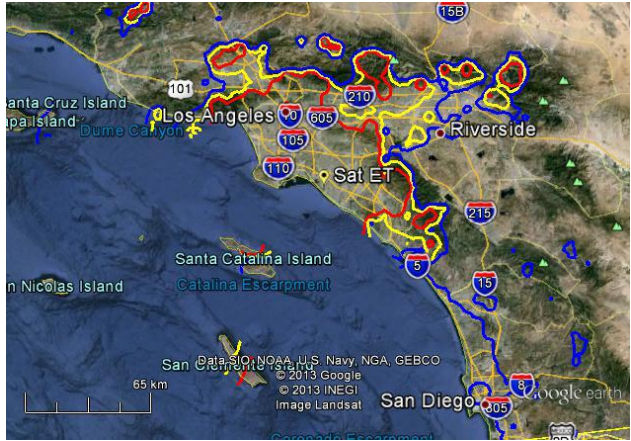 15B
101
Santa Cruz Island
apa Island
Dume Canyon
Los Angeles
210
10
605
105
Riverside
110
Sat ET
215
Santa Catalina Island
Catalina Escarpment
5
15
n Nicolas Island
San Clemente Island
Data SIO, NOAA, U.S. Navy, NGA, GEBCO
© 2013 Google
© 2013 INEGI
Image Landsat
65 km
8
Google earth
San Diego
805
Coronado Escarpment